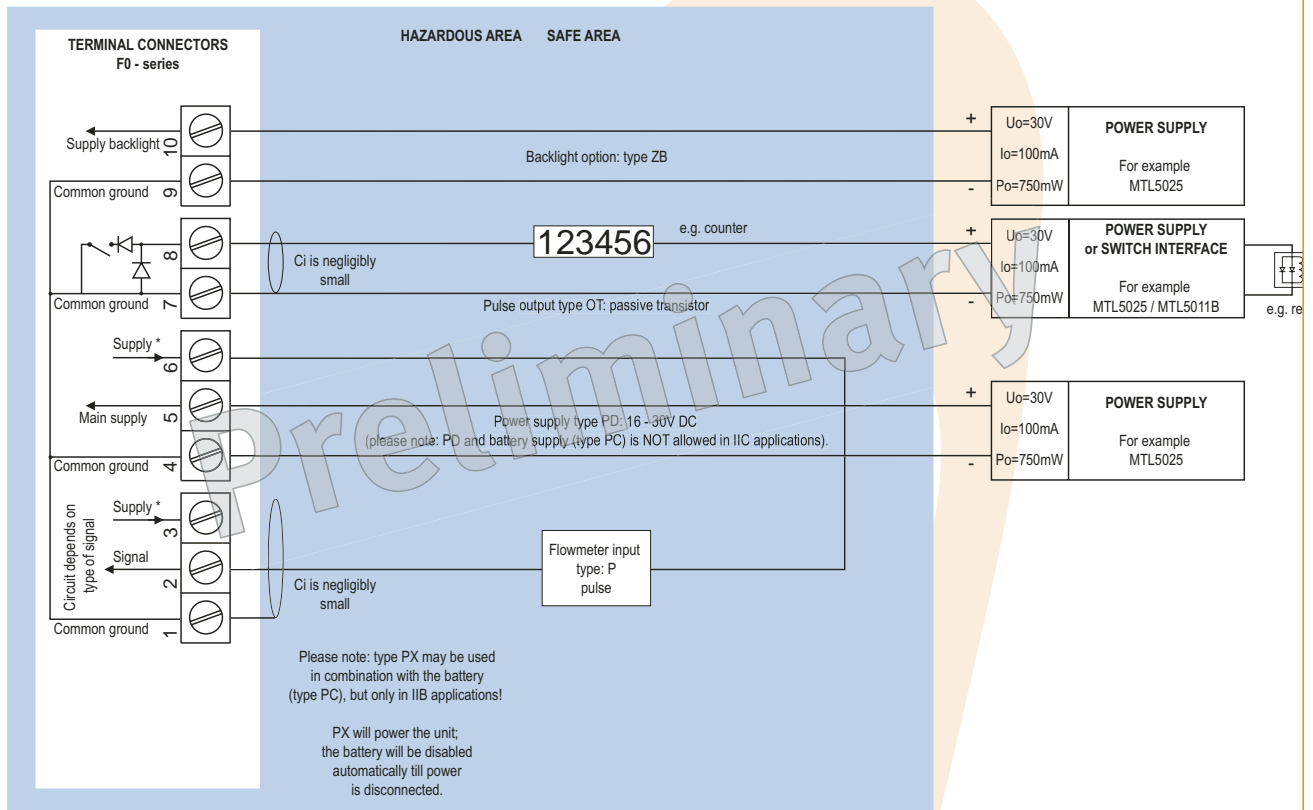 TERMINAL CONNECTORS
F0 - series
HAZARDOUS AREA SAFE AREA
Supply backlight
10
Backlight option: type ZB
+
Uo=30V
Io=100mA
Po=750mW
-
POWER SUPPLY
For example
MTL5025
Common ground
9
8
Ci is negligibly
small
123456
e.g. counter
+
Uo=30V
Io=100mA
Po=750mW
-
POWER SUPPLY
or SWITCH INTERFACE
For example
MTL5025 / MTL5011B
Common ground
7
Pulse output type OT: passive transistor
e.g. re
Supply *
6
Main supply
5
Power supply type PD: 16 - 30V DC
(please note: PD and battery supply (type PC) is NOT allowed in IIC applications).
+
Uo=30V
Io=100mA
Po=750mW
-
POWER SUPPLY
For example
MTL5025
Common ground
4
Circuit depends on
type of signal
Supply *
3
Signal
2
Ci is negligibly
small
Flowmeter input
type: P
pulse
Common ground
1
Please note: type PX may be used
in combination with the battery
(type PC), but only in IIB applications!
PX will power the unit;
the battery will be disabled
automatically till power
is disconnected.
Preliminary